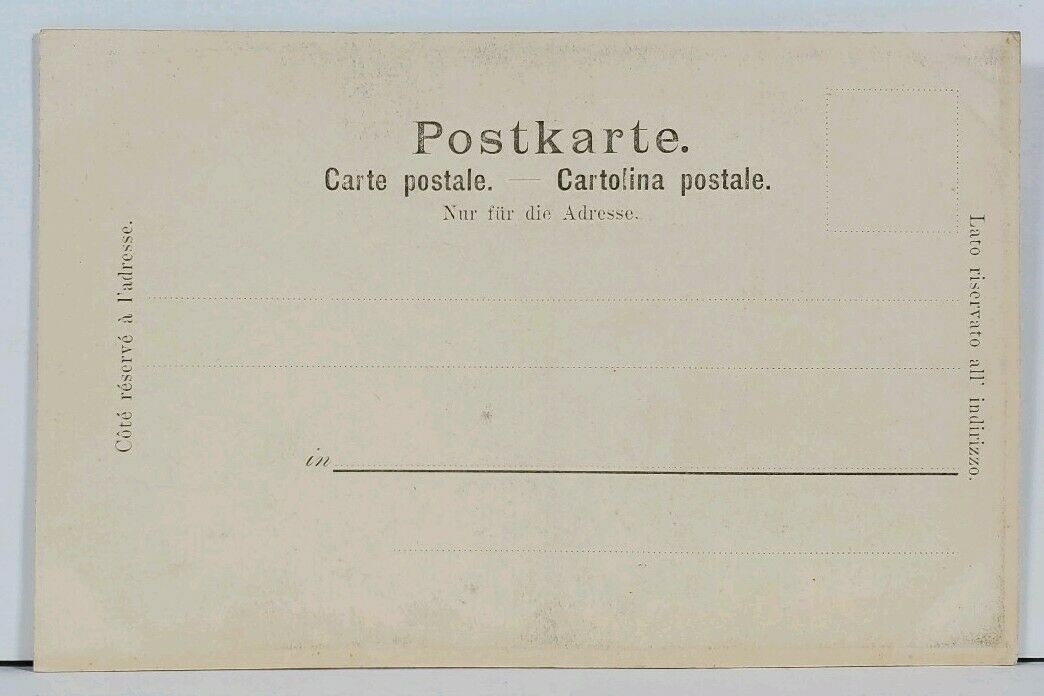 Postkarte.
Carte postale. — Cartolina postale.
Nur für die Adresse.
Côté réservé à l'adresse.
Lato riservato all' indirizzo.
in